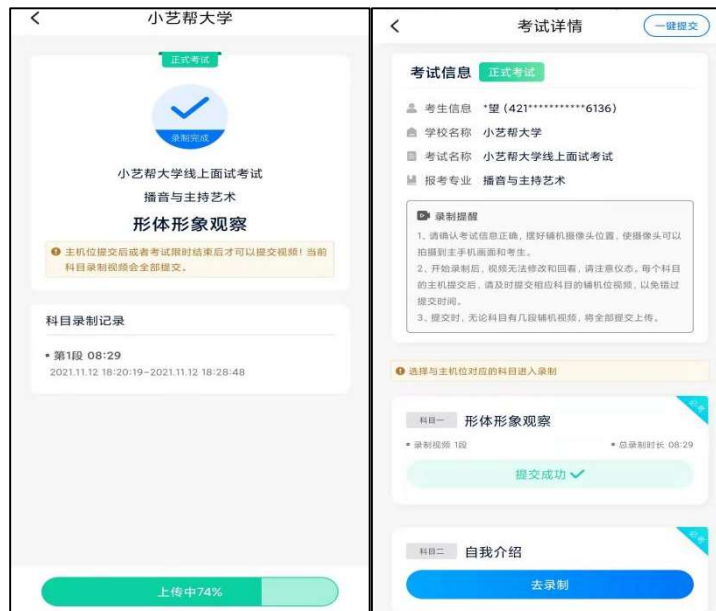 小艺帮大学
正式考试
录制完成
小艺帮大学线上面试考试
播音与主持艺术
形体形象观察
主机位提交后或者考试限时结束后才可以提交视频！当前
科目录制视频会全部提交。
科目录制记录
• 第1段 08:29
2021.11.12 18:20:19-2021.11.12 18:28:48
上传中74%
考试详情
一键提交
考试信息 正式考试
考生信息 *望 (421***********6136)
学校名称 小艺帮大学
考试名称 小艺帮大学线上面试考试
报考专业 播音与主持艺术
录制提醒
1、请确认考试信息正确，摆好辅机摄像头位置，使摄像头可以
拍摄到主手机画面和考生。
2、开始录制后，视频无法修改和回看，请注意仪态。每个科目
的主机提交后，请及时提交相应科目的辅机位视频，以免错过
提交时间。
3、提交时，无论科目有几段辅机视频，将全部提交上传。
选择与主机位对应的科目进入录制
科目一 形体形象观察
• 录制视频 1段 • 总录制时长 08:29
提交成功
科目二 自我介绍
去录制